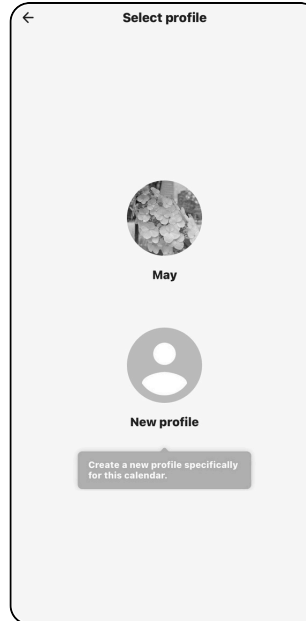 Select profile
May
New profile
Create a new profile specifically
for this calendar.